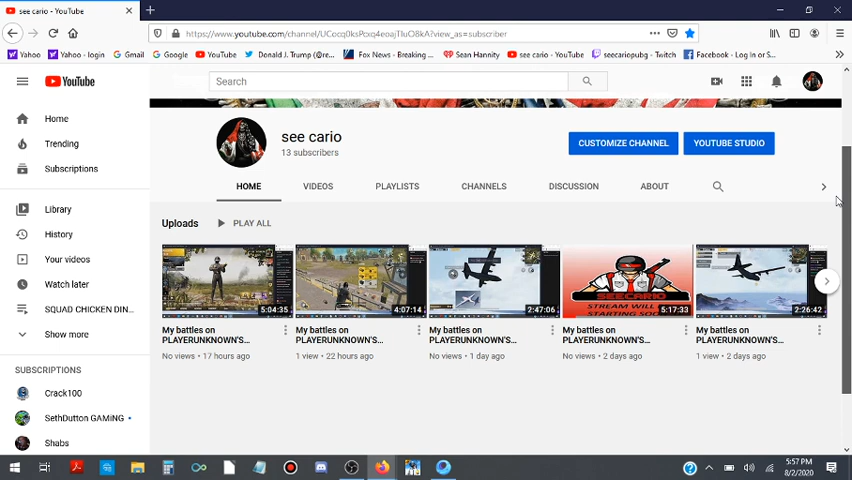 see cario - YouTube
https://www.youtube.com/channel/UCocq0ksPoxq4eoajTluO8kA?view_as=subscriber
Yahoo Yahoo - login Gmail Google YouTube Donald J. Trump (@re... Fox News - Breaking ... Sean Hannity see cario - YouTube seecariopubg - Twitch Facebook - Log In or S...
YouTube
Search
Home
Trending
Subscriptions
Library
History
Your videos
Watch later
SQUAD CHICKEN DIN...
Show more
SUBSCRIPTIONS
Crack100
SethDutton GAMiNG
Shabs
see cario
13 subscribers
CUSTOMIZE CHANNEL YOUTUBE STUDIO
HOME VIDEOS PLAYLISTS CHANNELS DISCUSSION ABOUT
Uploads PLAY ALL
SEECARIO
STREAM WILL
STARTING SOO
5:04:35 4:07:14 2:47:06 5:17:33 2:26:42
My battles on My battles on My battles on My battles on My battles on
PLAYERUNKNOWN'S... PLAYERUNKNOWN'S... PLAYERUNKNOWN'S... PLAYERUNKNOWN'S... PLAYERUNKNOWN'S...
No views • 17 hours ago 1 view • 22 hours ago No views • 1 day ago No views • 2 days ago 1 view • 2 days ago
5:57 PM
8/2/2020